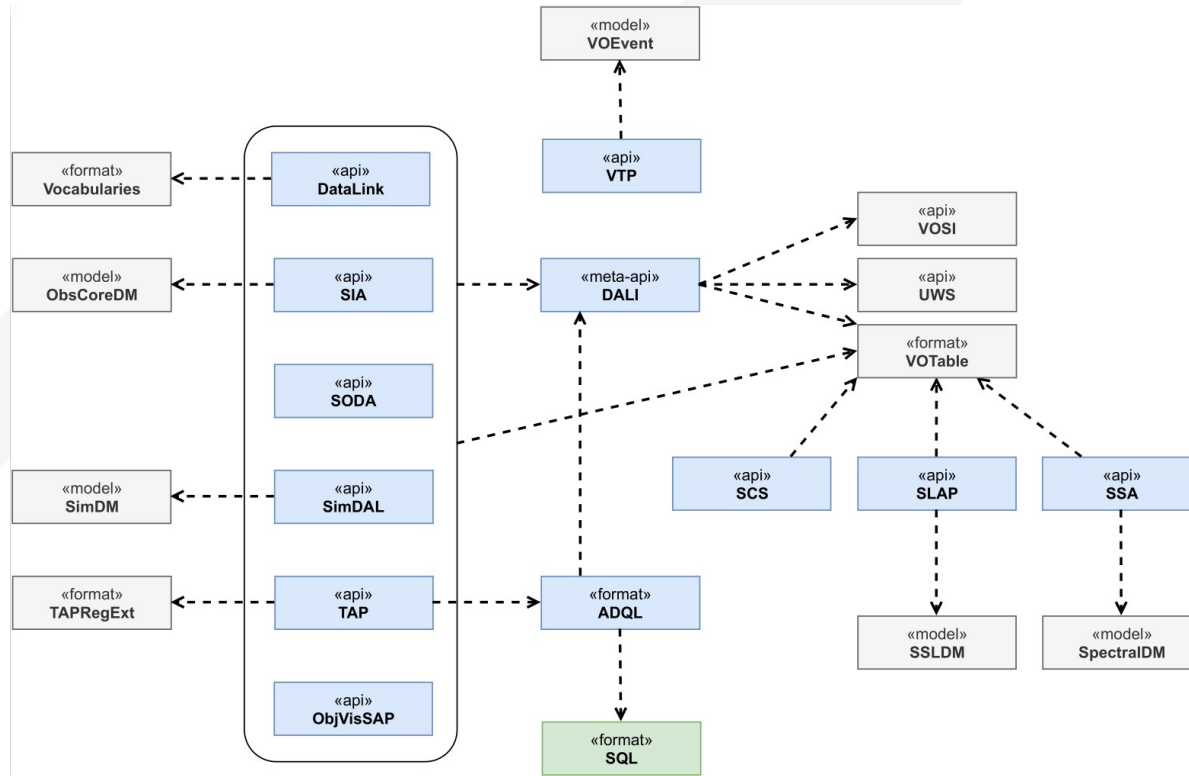 «model»
VOEvent
«format»
Vocabularies
«api»
DataLink
«api»
VTP
«api»
VOSI
«model»
ObsCoreDM
«api»
SIA
«meta-api»
DALI
«api»
UWS
«format»
VOTable
«api»
SODA
«model»
SimDM
«api»
SimDAL
«api»
SCS
«api»
SLAP
«api»
SSA
«format»
TAPRegExt
«api»
TAP
«format»
ADQL
«model»
SSLDM
«model»
SpectralDM
«api»
ObjVisSAP
«format»
SQL